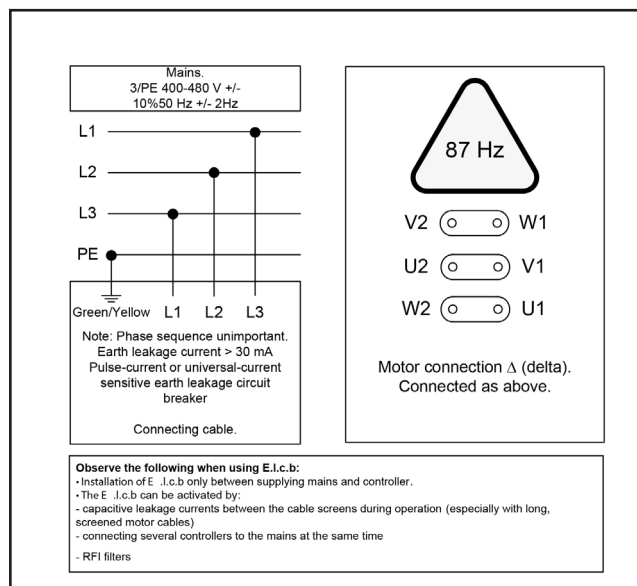 Mains.
3/PE 400-480 V +/-
10%50 Hz +/- 2Hz
L1
L2
L3
PE
Green/Yellow L1 L2 L3
Note: Phase sequence unimportant.
Earth leakage current > 30 mA
Pulse-current or universal-current
sensitive earth leakage circuit
breaker
Connecting cable.
87 Hz
V2 W1
U2 V1
W2 U1
Motor connection Δ (delta).
Connected as above.
Observe the following when using E.l.c.b:
• Installation of E .l.c.b only between supplying mains and controller.
• The E .l.c.b can be activated by:
- capacitive leakage currents between the cable screens during operation (especially with long,
screened motor cables)
- connecting several controllers to the mains at the same time
- RFI filters